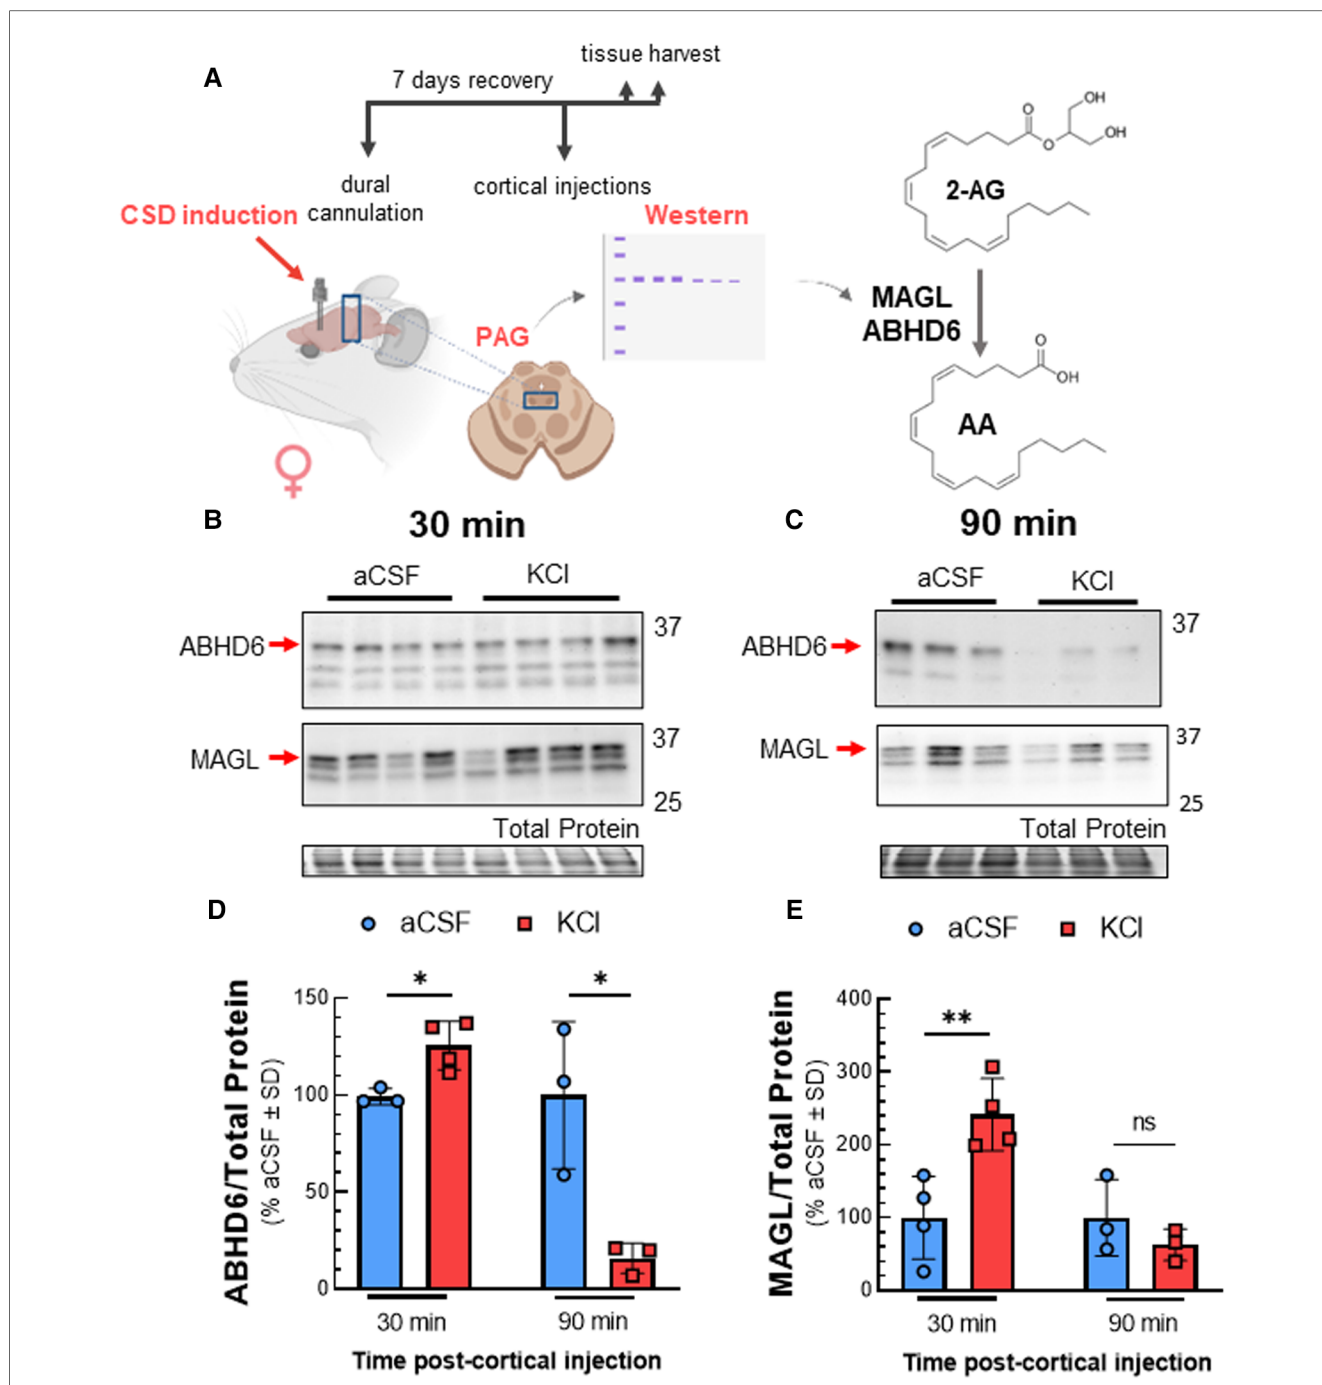 A
tissue harvest
7 days recovery
dural
cannulation
cortical injections
CSD induction
Western
PAG
OH
O
O
OH
2-AG
MAGL
ABHD6
O
OH
AA
B
30 min
aCSF
KCl
ABHD6
37
MAGL
37
25
Total Protein
C
90 min
aCSF
KCl
ABHD6
37
MAGL
37
25
Total Protein
D
aCSF
KCl
ABHD6/Total Protein
(% aCSF ± SD)
150
100
50
0
*
*
30 min
90 min
Time post-cortical injection
E
aCSF
KCl
MAGL/Total Protein
(% aCSF ± SD)
400
300
200
100
0
**
ns
30 min
90 min
Time post-cortical injection